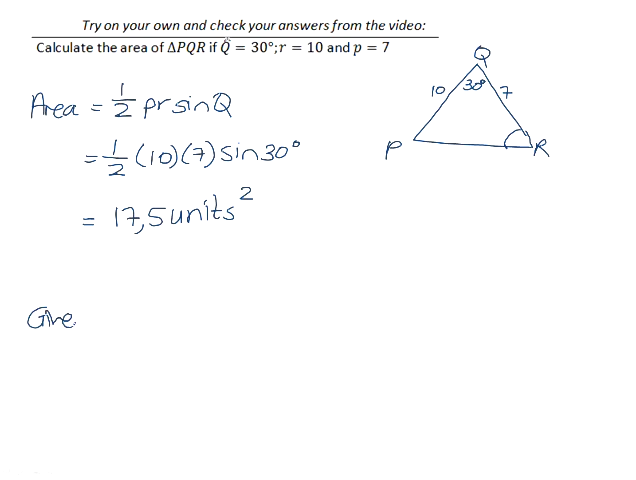 Try on your own and check your answers from the video:
Calculate the area of ΔPQR if Q̂ = 30°; r = 10 and p = 7
Q
10 30° 7
P R
Area = 1/2 pr sin Q
= 1/2 (10)(7) sin 30°
= 17,5 units²
Give